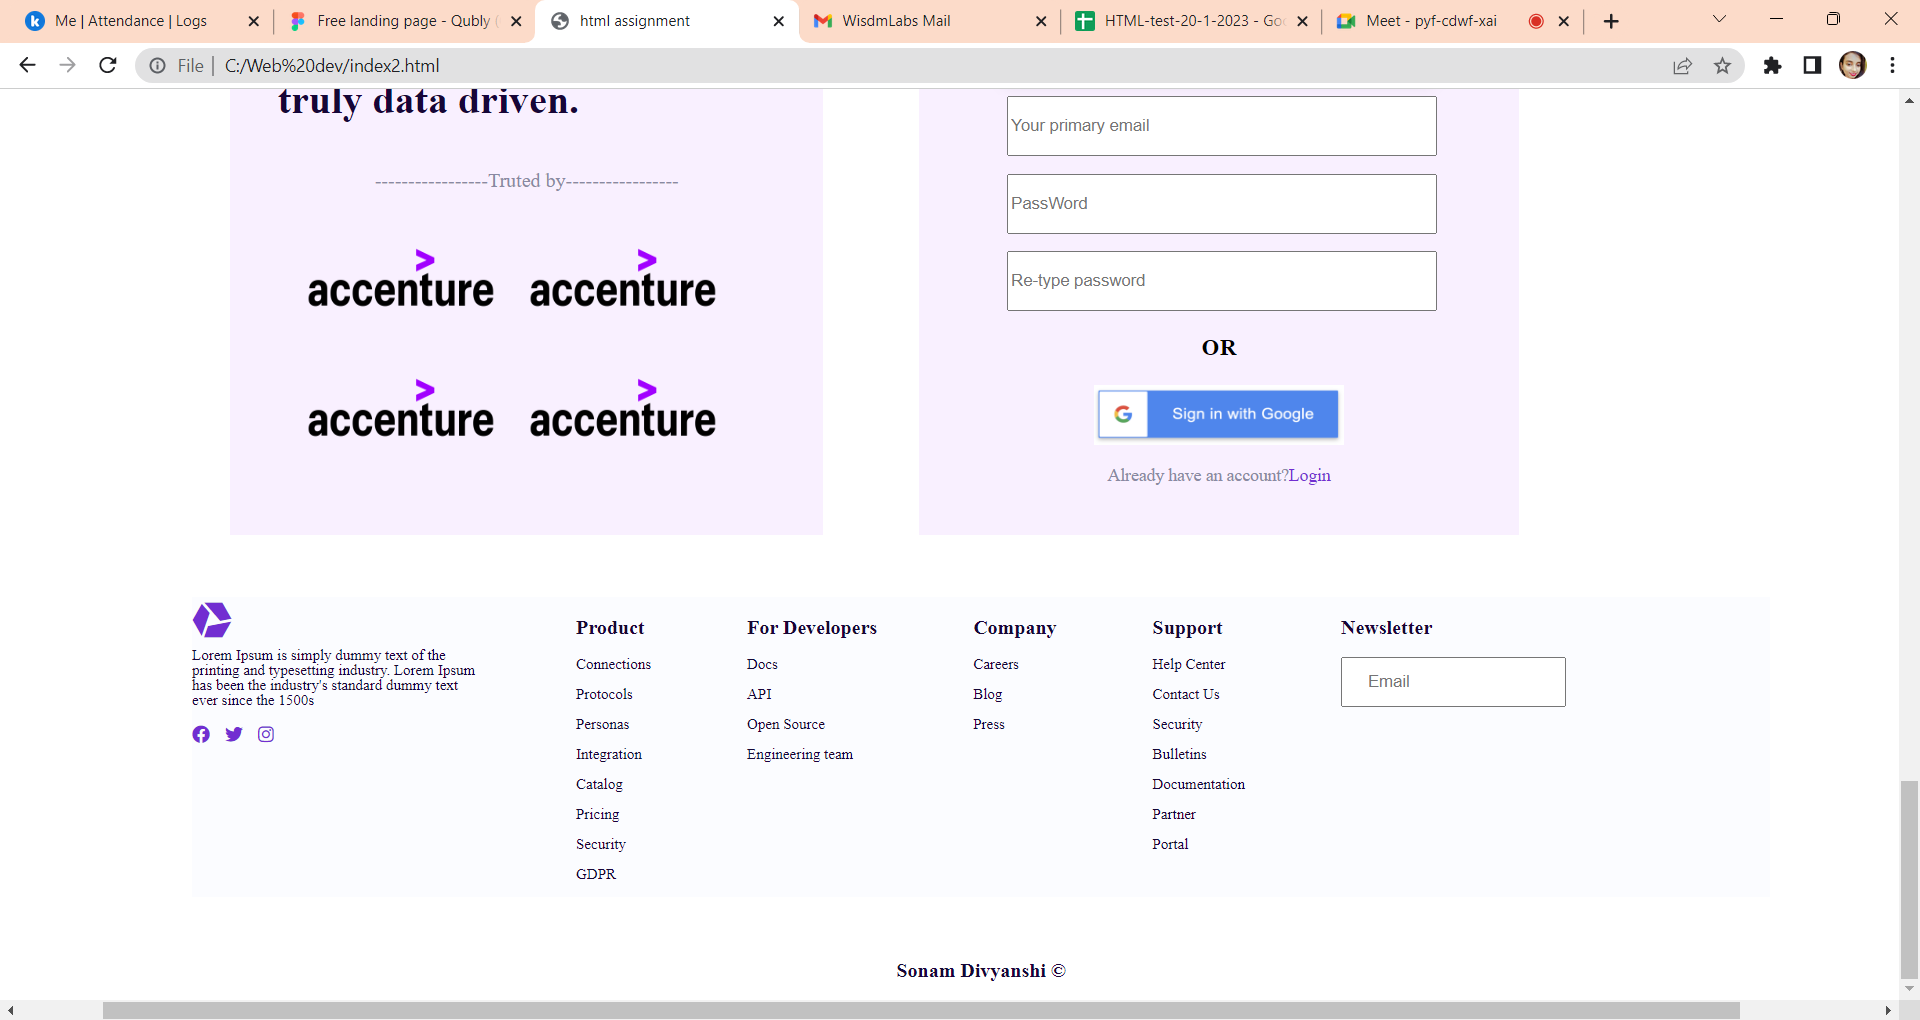 Me | Attendance | Logs
Free landing page - Qubly (
html assignment
WisdmLabs Mail
HTML-test-20-1-2023 - Goo
Meet - pyf-cdwf-xai
File | C:/Web%20dev/index2.html
truly data driven.
-----------------Truted by-----------------
accenture accenture
accenture accenture
Your primary email
PassWord
Re-type password
OR
Sign in with Google
Already have an account?Login
Lorem Ipsum is simply dummy text of the
printing and typesetting industry. Lorem Ipsum
has been the industry's standard dummy text
ever since the 1500s
Product
Connections
Protocols
Personas
Integration
Catalog
Pricing
Security
GDPR
For Developers
Docs
API
Open Source
Engineering team
Company
Careers
Blog
Press
Support
Help Center
Contact Us
Security
Bulletins
Documentation
Partner
Portal
Newsletter
Email
Sonam Divyanshi ©